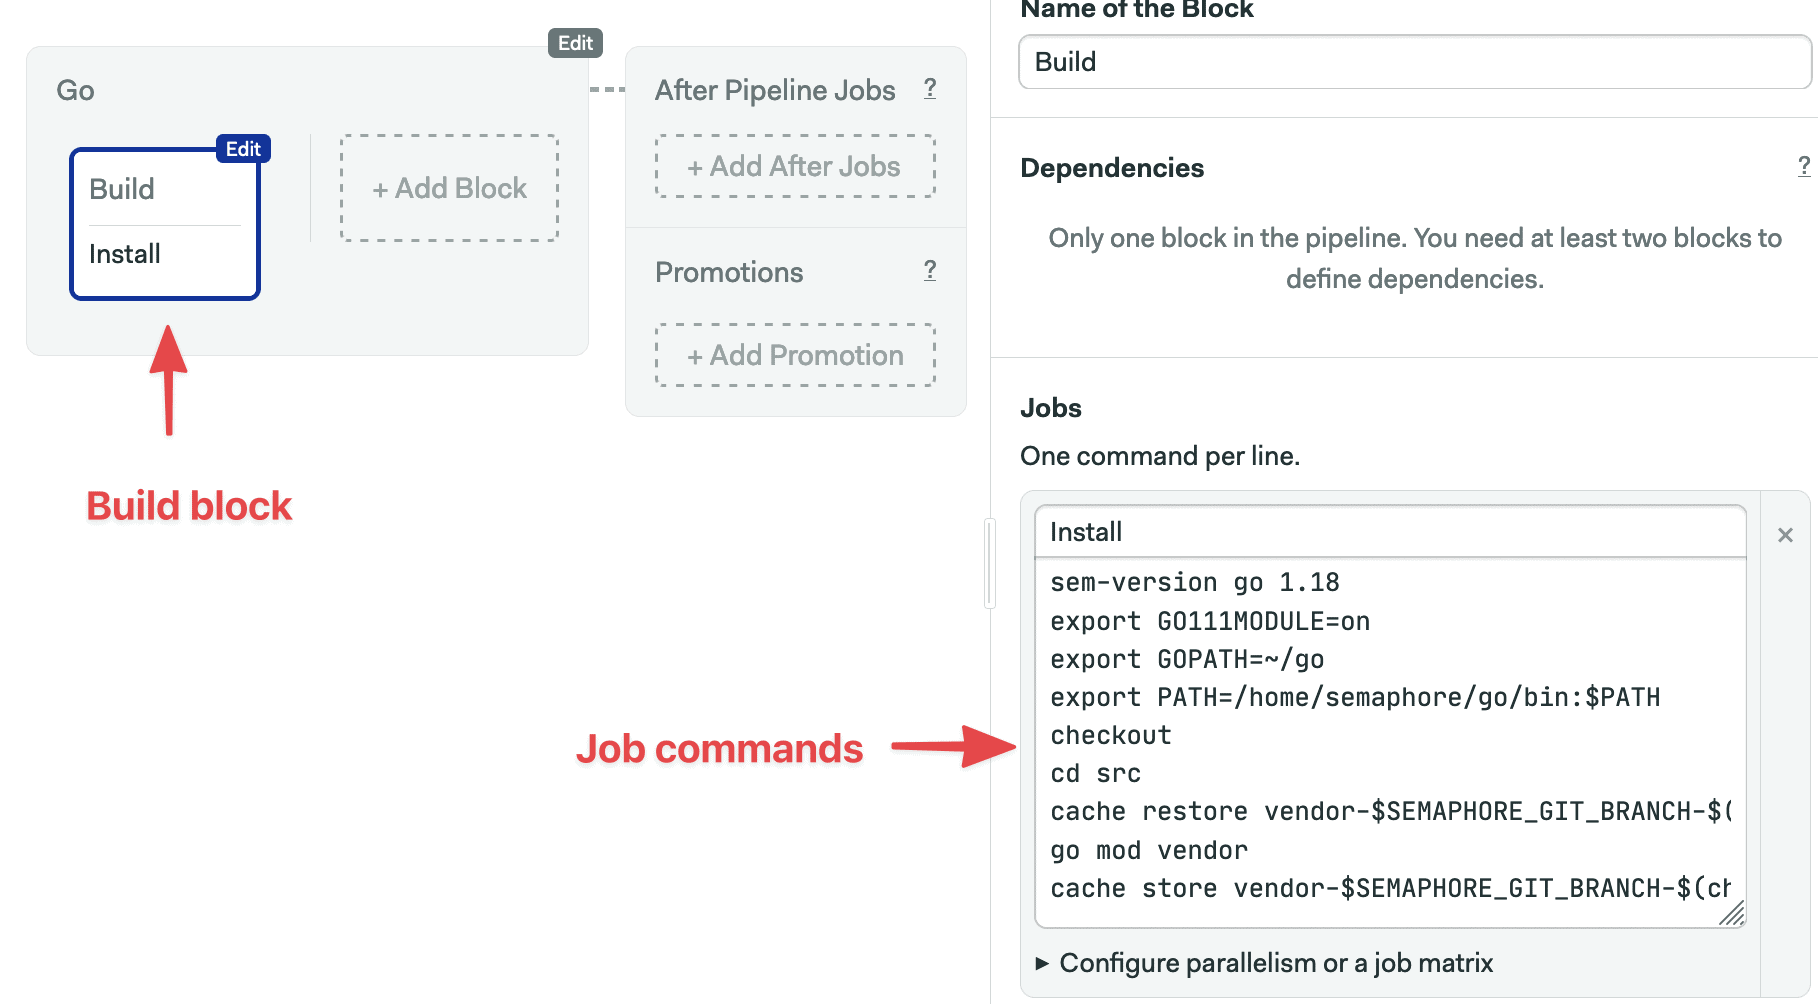 Edit
Go
Edit
Build
Install
+ Add Block
After Pipeline Jobs ?
+ Add After Jobs
Promotions ?
+ Add Promotion
Build block
Job commands
Name of the Block
Build
Dependencies ?
Only one block in the pipeline. You need at least two blocks to
define dependencies.
Jobs
One command per line.
Install
sem-version go 1.18
export GO111MODULE=on
export GOPATH=~/go
export PATH=/home/semaphore/go/bin:$PATH
checkout
cd src
cache restore vendor-$SEMAPHORE_GIT_BRANCH-$(
go mod vendor
cache store vendor-$SEMAPHORE_GIT_BRANCH-$(ch
Configure parallelism or a job matrix